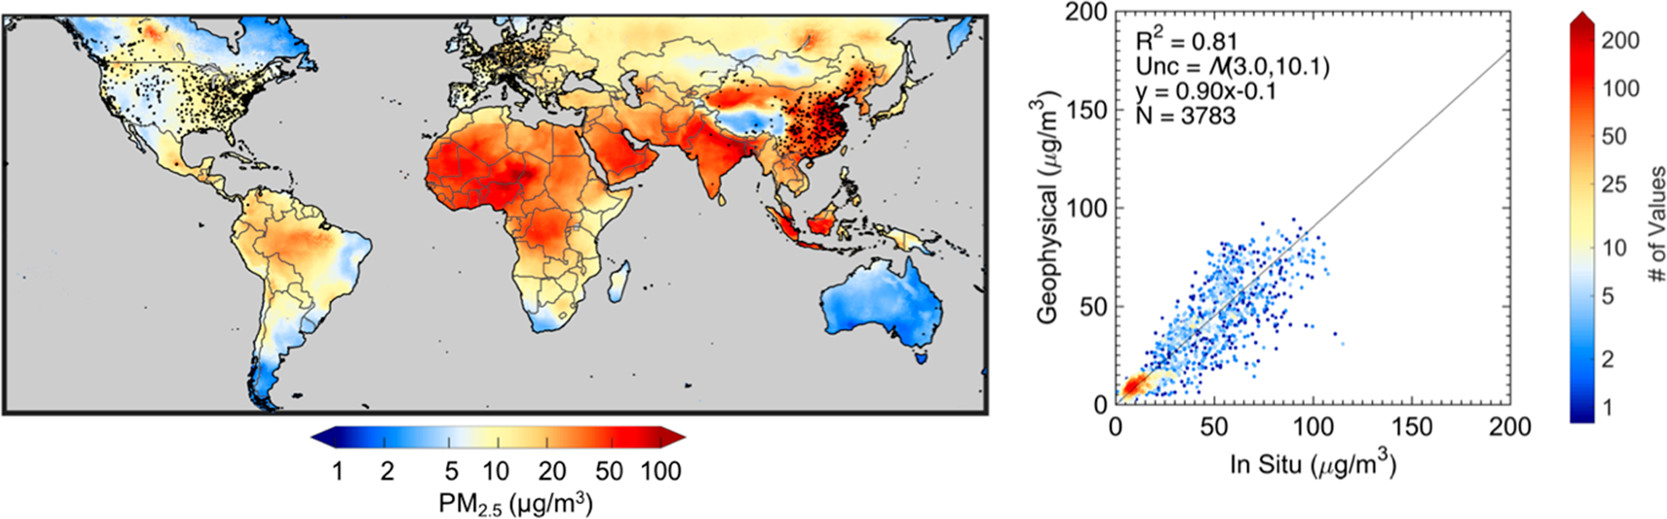 1 2 5 10 20 50 100
PM2.5 (μg/m³)
200
150
100
50
0
Geophysical (μg/m³)
R² = 0.81
Unc = N(3.0,10.1)
y = 0.90x-0.1
N = 3783
0 50 100 150 200
In Situ (μg/m³)
200
100
50
25
10
5
2
1
# of Values